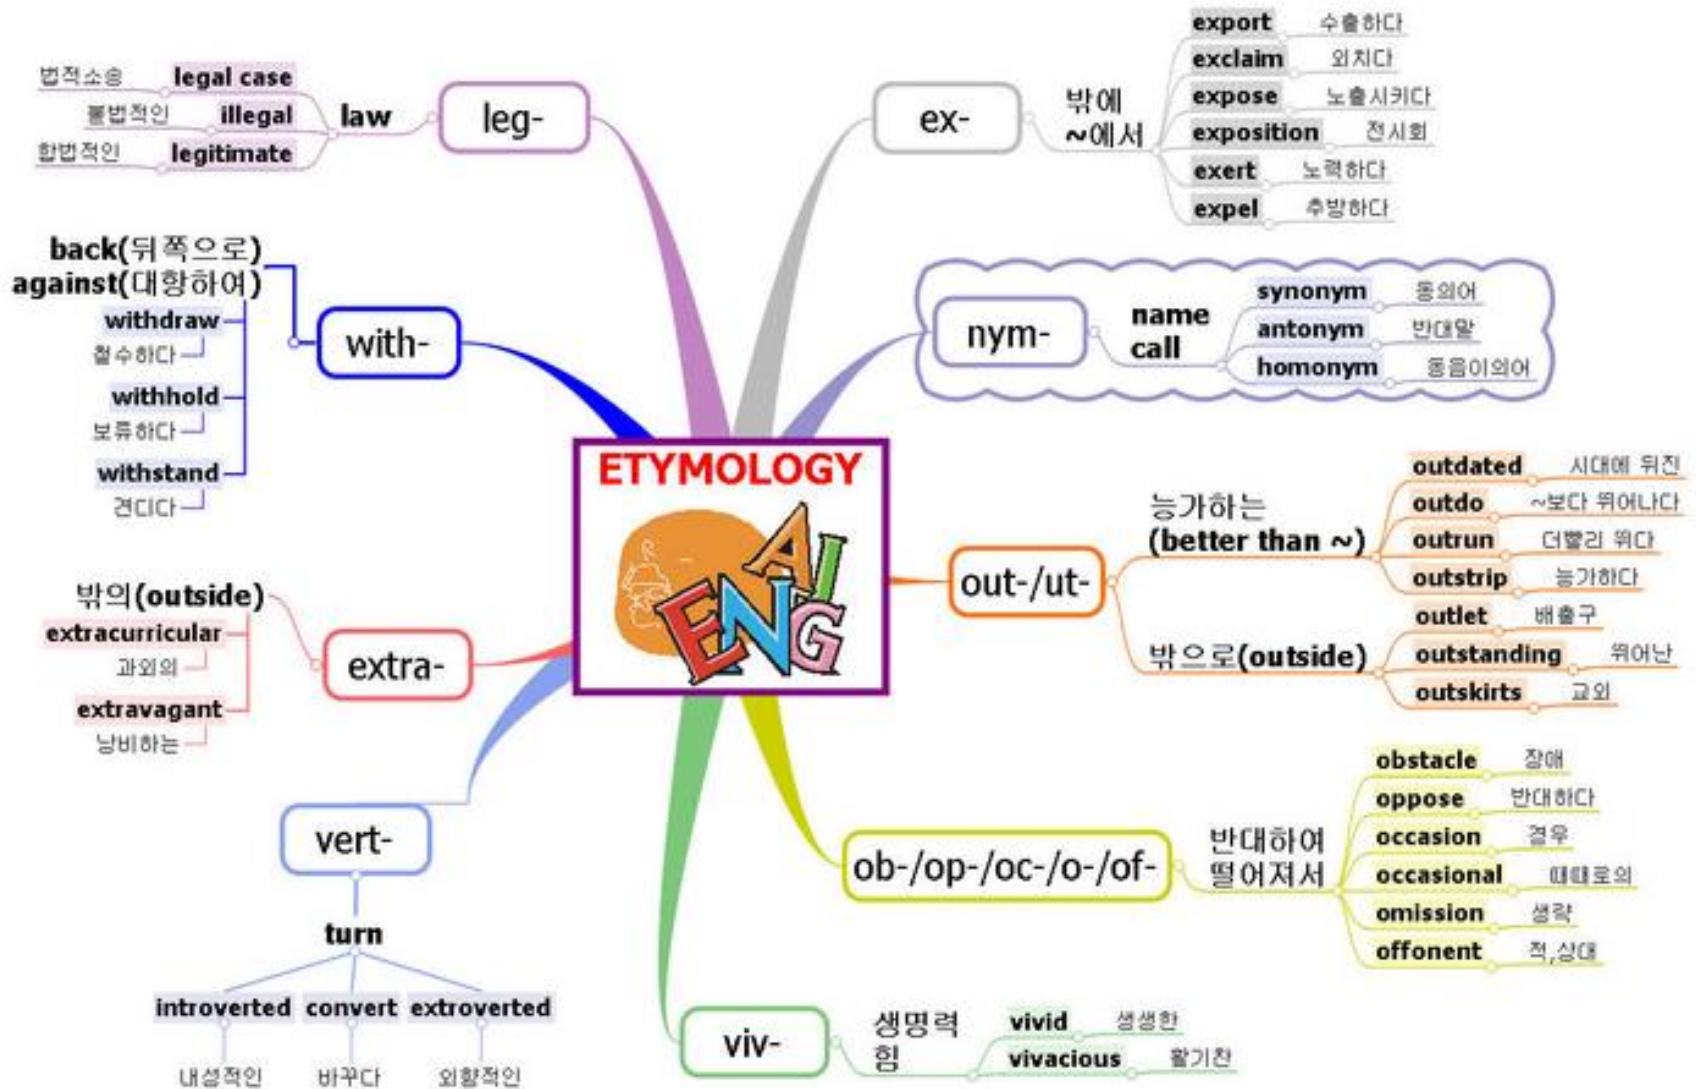 ETYMOLOGY
AI
ENG
leg-
law
legal case
법적소송
illegal
불법적인
legitimate
합법적인
with-
back(뒤쪽으로)
against(대항하여)
withdraw
철수하다
withhold
보류하다
withstand
견디다
extra-
밖의(outside)
extracurricular
과외의
extravagant
낭비하는
vert-
turn
introverted
convert
extroverted
내성적인
바꾸다
외향적인
ex-
밖에
~에서
export
수출하다
exclaim
외치다
expose
노출시키다
exposition
전시회
exert
노력하다
expel
추방하다
nym-
name
call
synonym
동의어
antonym
반대말
homonym
동음이의어
out-/ut-
능가하는
(better than ~)
outdated
시대에 뒤진
outdo
~보다 뛰어나다
outrun
더빨리 뛰다
outstrip
능가하다
밖으로(outside)
outlet
배출구
outstanding
뛰어난
outskirts
교외
ob-/op-/oc-/o-/of-
반대하여
떨어져서
obstacle
장애
oppose
반대하다
occasion
경우
occasional
때때로의
omission
생략
offonent
적,상대
viv-
생명력
힘
vivid
생생한
vivacious
활기찬